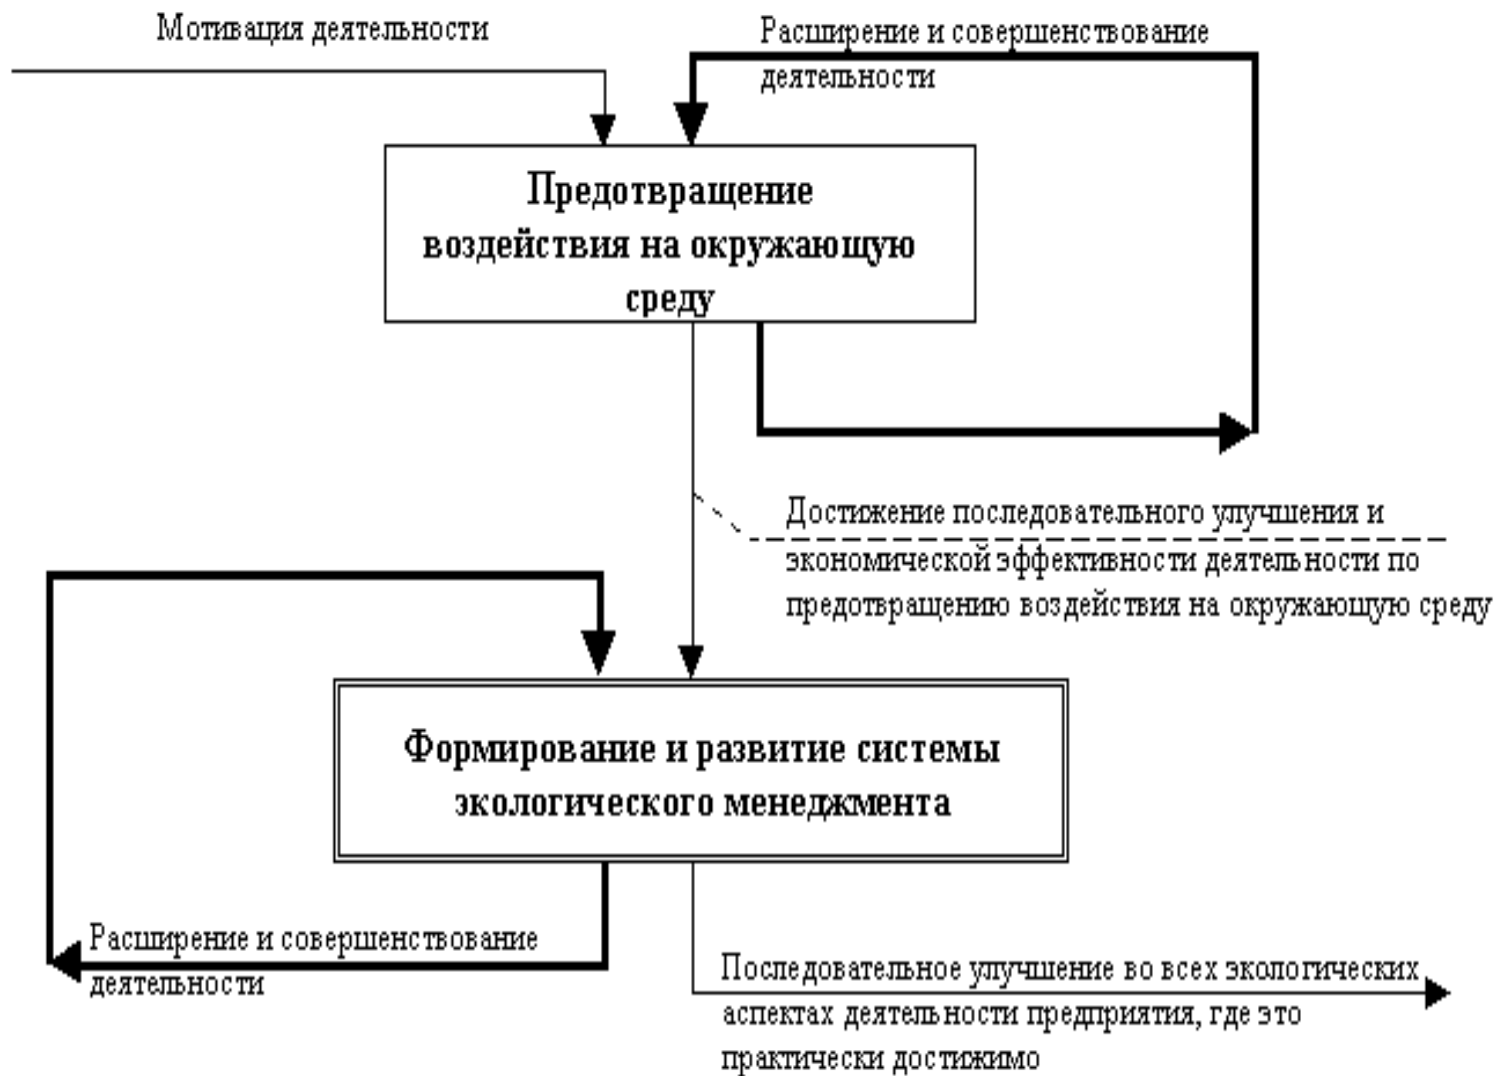 Мотивация деятельности
Расширение и совершенствование
деятельности
Предотвращение
воздействия на окружающую
среду
Достижение последовательного улучшения и
экономической эффективности деятельности по
предотвращению воздействия на окружающую среду
Формирование и развитие системы
экологического менеджмента
Расширение и совершенствование
деятельности
Последовательное улучшение во всех экологических
аспектах деятельности предприятия, где это
практически достижимо